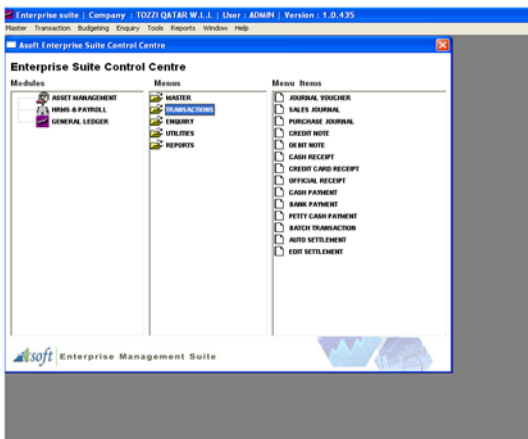 Enterprise suite | Company : TOZZI QATAR W.L.L | User : ADMIN | Version : 1.0.435
Master Transaction Budgeting Enquiry Tools Reports Window Help
Asoft Enterprise Suite Control Centre
Enterprise Suite Control Centre
Modules
ASSET MANAGEMENT
HRMS & PAYROLL
GENERAL LEDGER
Menus
MASTER
TRANSACTIONS
ENQUIRY
UTILITIES
REPORTS
Menu Items
JOURNAL VOUCHER
SALES JOURNAL
PURCHASE JOURNAL
CREDIT NOTE
DEBIT NOTE
CASH RECEIPT
CREDIT CARD RECEIPT
OFFICIAL RECEIPT
CASH PAYMENT
BANK PAYMENT
PETTY CASH PAYMENT
BATCH TRANSACTION
AUTO SETTLEMENT
EDIT SETTLEMENT
Asoft Enterprise Management Suite